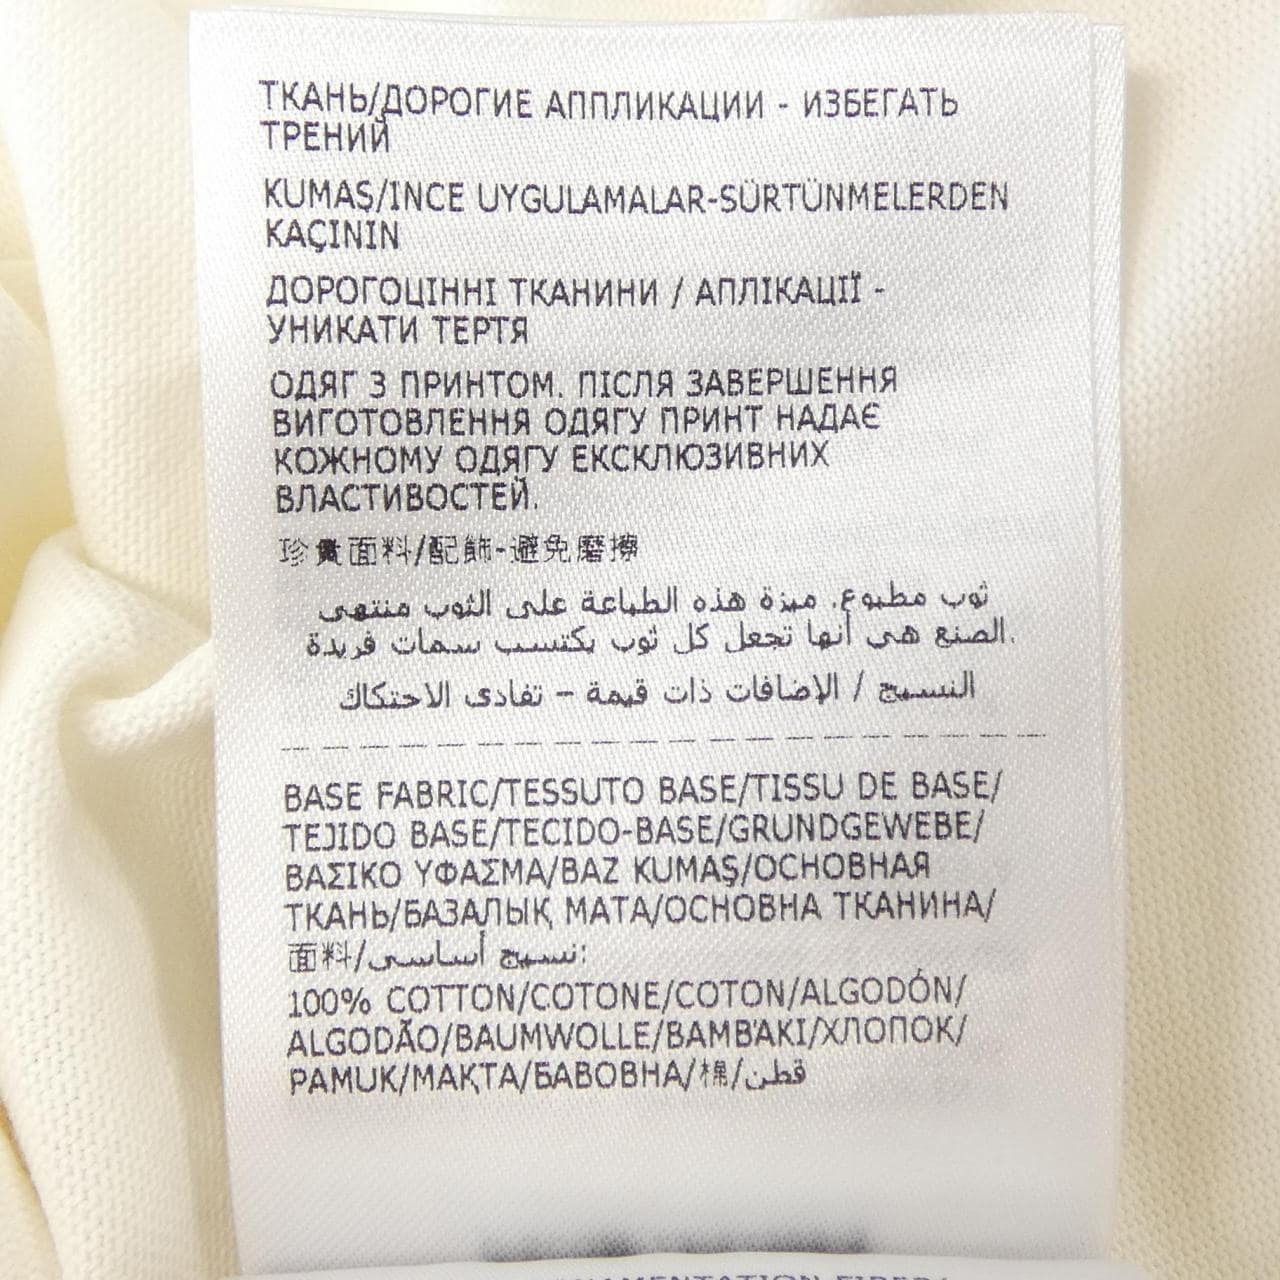 ТКАНЬ/ДОРОГИЕ АППЛИКАЦИИ - ИЗБЕГАТЬ
ТРЕНИЙ
KUMAŞ/INCE UYGULAMALAR-SÜRTÜNMELERDEN
KAÇININ
ДОРОГОЦІННІ ТКАНИНИ / АПЛІКАЦІЇ -
УНИКАТИ ТЕРТЯ
ОДЯГ З ПРИНТОМ. ПІСЛЯ ЗАВЕРШЕННЯ
ВИГОТОВЛЕННЯ ОДЯГУ ПРИНТ НАДАЄ
КОЖНОМУ ОДЯГУ ЕКСКЛЮЗИВНИХ
ВЛАСТИВОСТЕЙ.
珍貴面料/配飾-避免磨擦
ثوب مطبوع. ميزة هذه الطباعة على الثوب منتهى
الصنع هى أنها تجعل كل ثوب يكتسب سمات فريدة.
النسيج / الإضافات ذات قيمة – تفادى الاحتكاك
BASE FABRIC/TESSUTO BASE/TISSU DE BASE/
TEJIDO BASE/TECIDO-BASE/GRUNDGEWEBE/
ΒΑΣΙΚΟ ΥΦΑΣΜΑ/BAZ KUMAŞ/ОСНОВНАЯ
ТКАНЬ/БАЗАЛЫҚ МАТА/ОСНОВНА ТКАНИНА/
面料/نسيج أساسى:
100% COTTON/COTONE/COTON/ALGODÓN/
ALGODÃO/BAUMWOLLE/ΒΑΜΒΆΚΙ/ХЛОПОК/
PAMUK/МАҚТА/БАВОВНА/棉/قطن